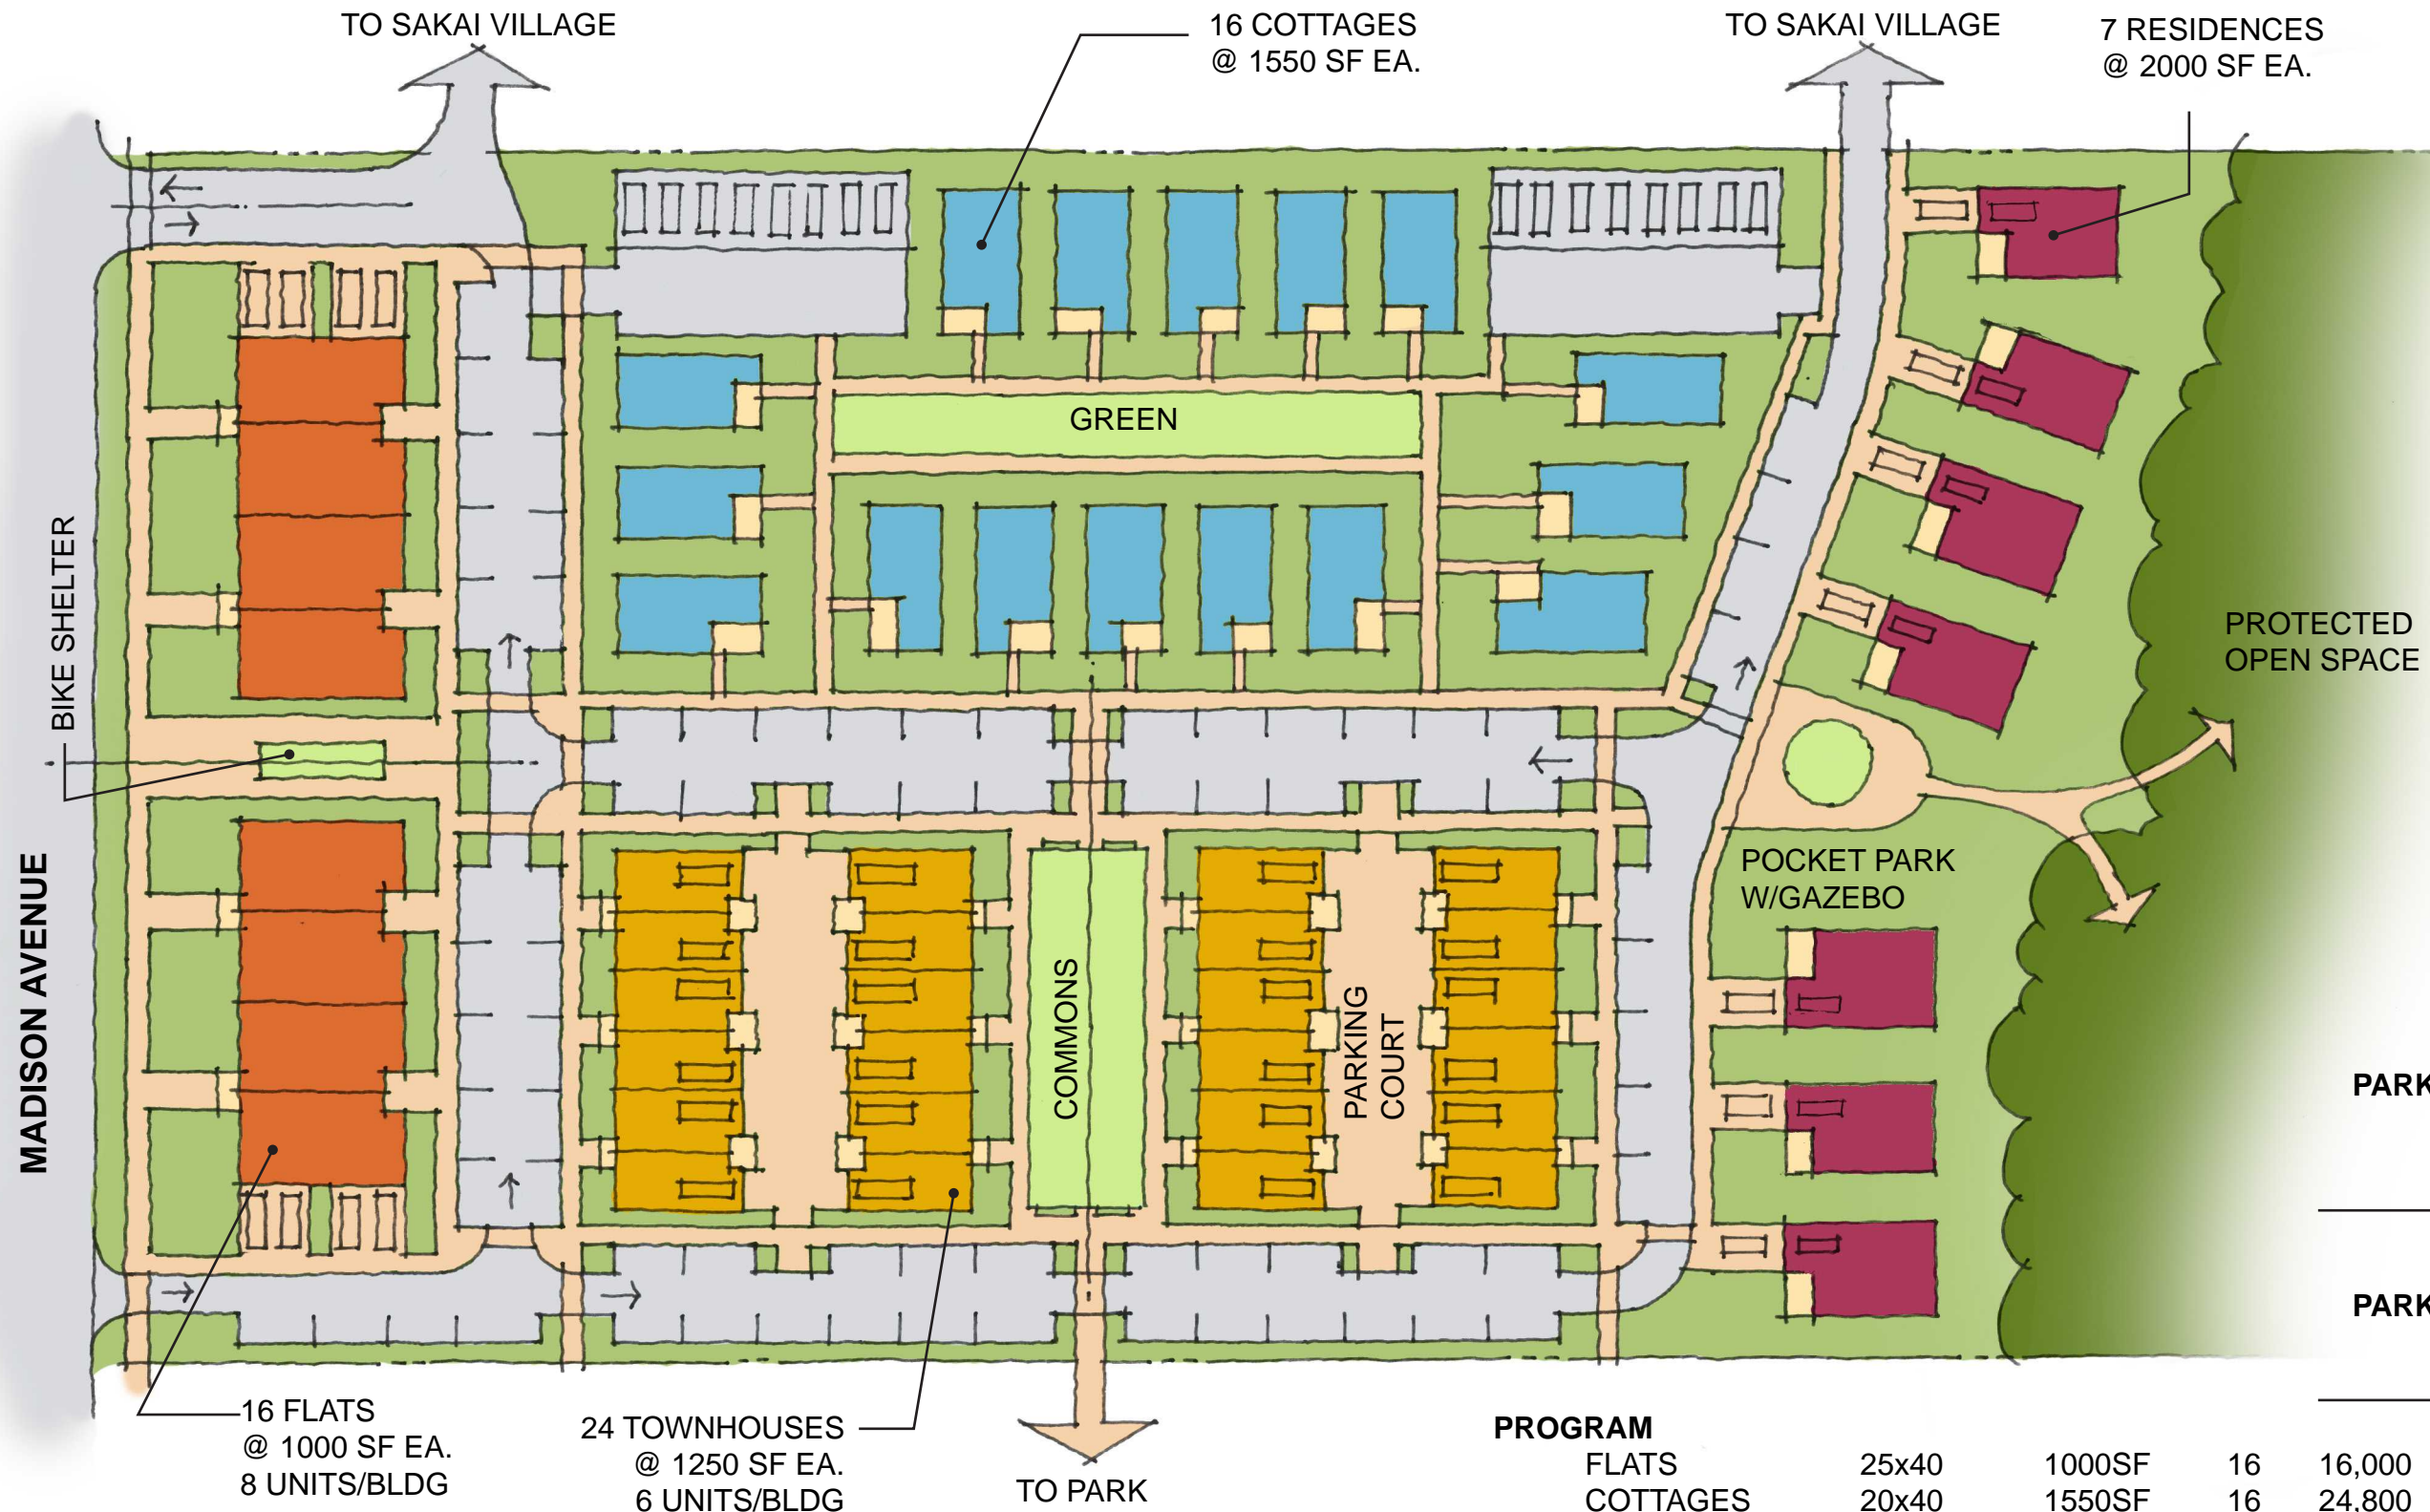 TO SAKAI VILLAGE
16 COTTAGES
@ 1550 SF EA.
TO SAKAI VILLAGE
7 RESIDENCES
@ 2000 SF EA.
GREEN
BIKE SHELTER
PROTECTED
OPEN SPACE
MADISON AVENUE
POCKET PARK
W/GAZEBO
COMMONS
PARKING
COURT
PARK
PARK
16 FLATS
@ 1000 SF EA.
8 UNITS/BLDG
24 TOWNHOUSES
@ 1250 SF EA.
6 UNITS/BLDG
TO PARK
PROGRAM
FLATS 25x40 1000SF 16 16,000
COTTAGES 20x40 1550SF 16 24,800